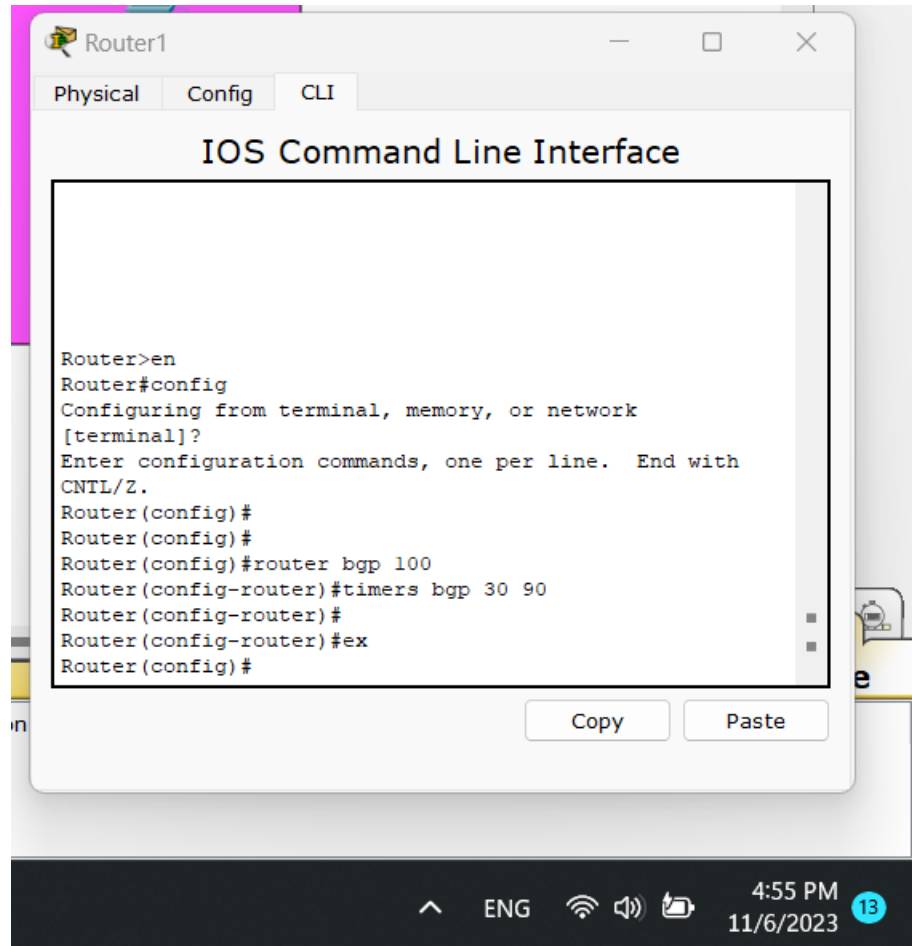 Router1
Physical Config CLI
IOS Command Line Interface
Router>en
Router#config
Configuring from terminal, memory, or network
[terminal]?
Enter configuration commands, one per line.  End with
CNTL/Z.
Router(config)#
Router(config)#
Router(config)#router bgp 100
Router(config-router)#timers bgp 30 90
Router(config-router)#
Router(config-router)#ex
Router(config)#
e
on
Copy Paste
ENG
4:55 PM
11/6/2023
13